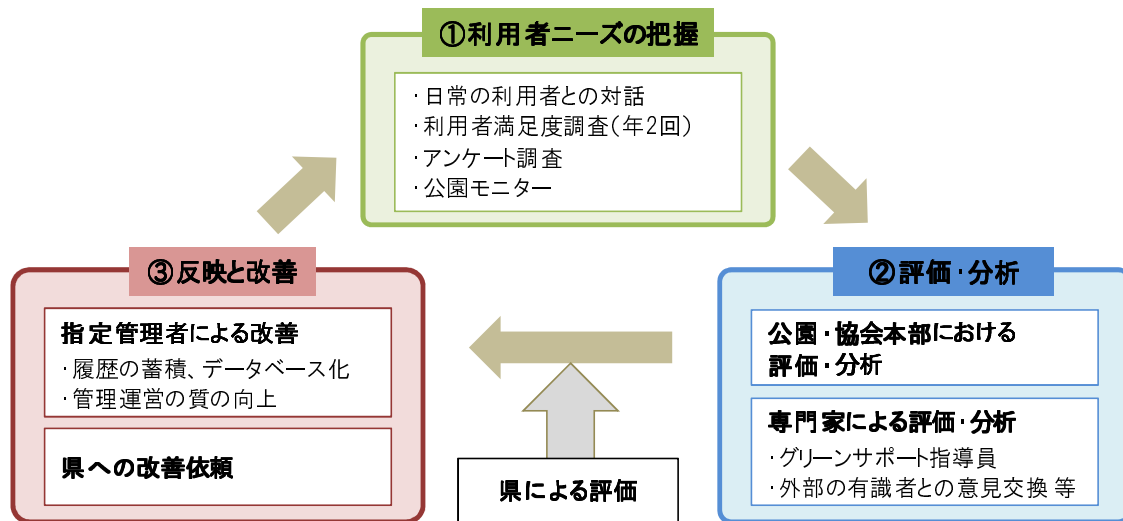 ①利用者ニーズの把握
・日常の利用者との対話
・利用者満足度調査(年2回)
・アンケート調査
・公園モニター
③反映と改善
指定管理者による改善
・履歴の蓄積、データベース化
・管理運営の質の向上
県への改善依頼
②評価・分析
公園・協会本部における
評価・分析
専門家による評価・分析
・グリーンサポート指導員
・外部の有識者との意見交換 等
県による評価